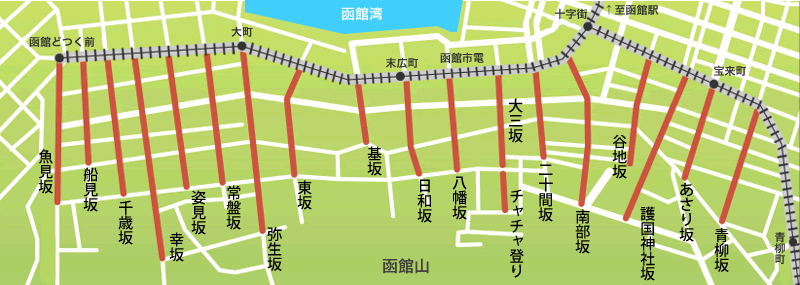 函館湾
十字街
↑至函館駅
函館どつく前
大町
末広町
函館市電
宝来町
青柳町
魚見坂
船見坂
千歳坂
幸坂
姿見坂
常盤坂
弥生坂
東坂
基坂
日和坂
八幡坂
大三坂
チャチャ登り
二十間坂
南部坂
谷地坂
護国神社坂
あさり坂
青柳坂
函館山